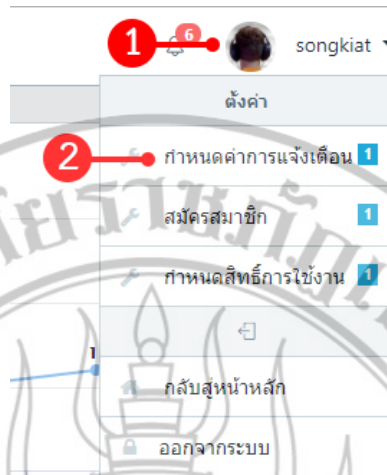 1 6 songkiat
ตั้งค่า
2 กำหนดค่าการแจ้งเตือน 1
สมัครสมาชิก 1
กำหนดสิทธิ์การใช้งาน 1
1
กลับสู่หน้าหลัก
ออกจากระบบ